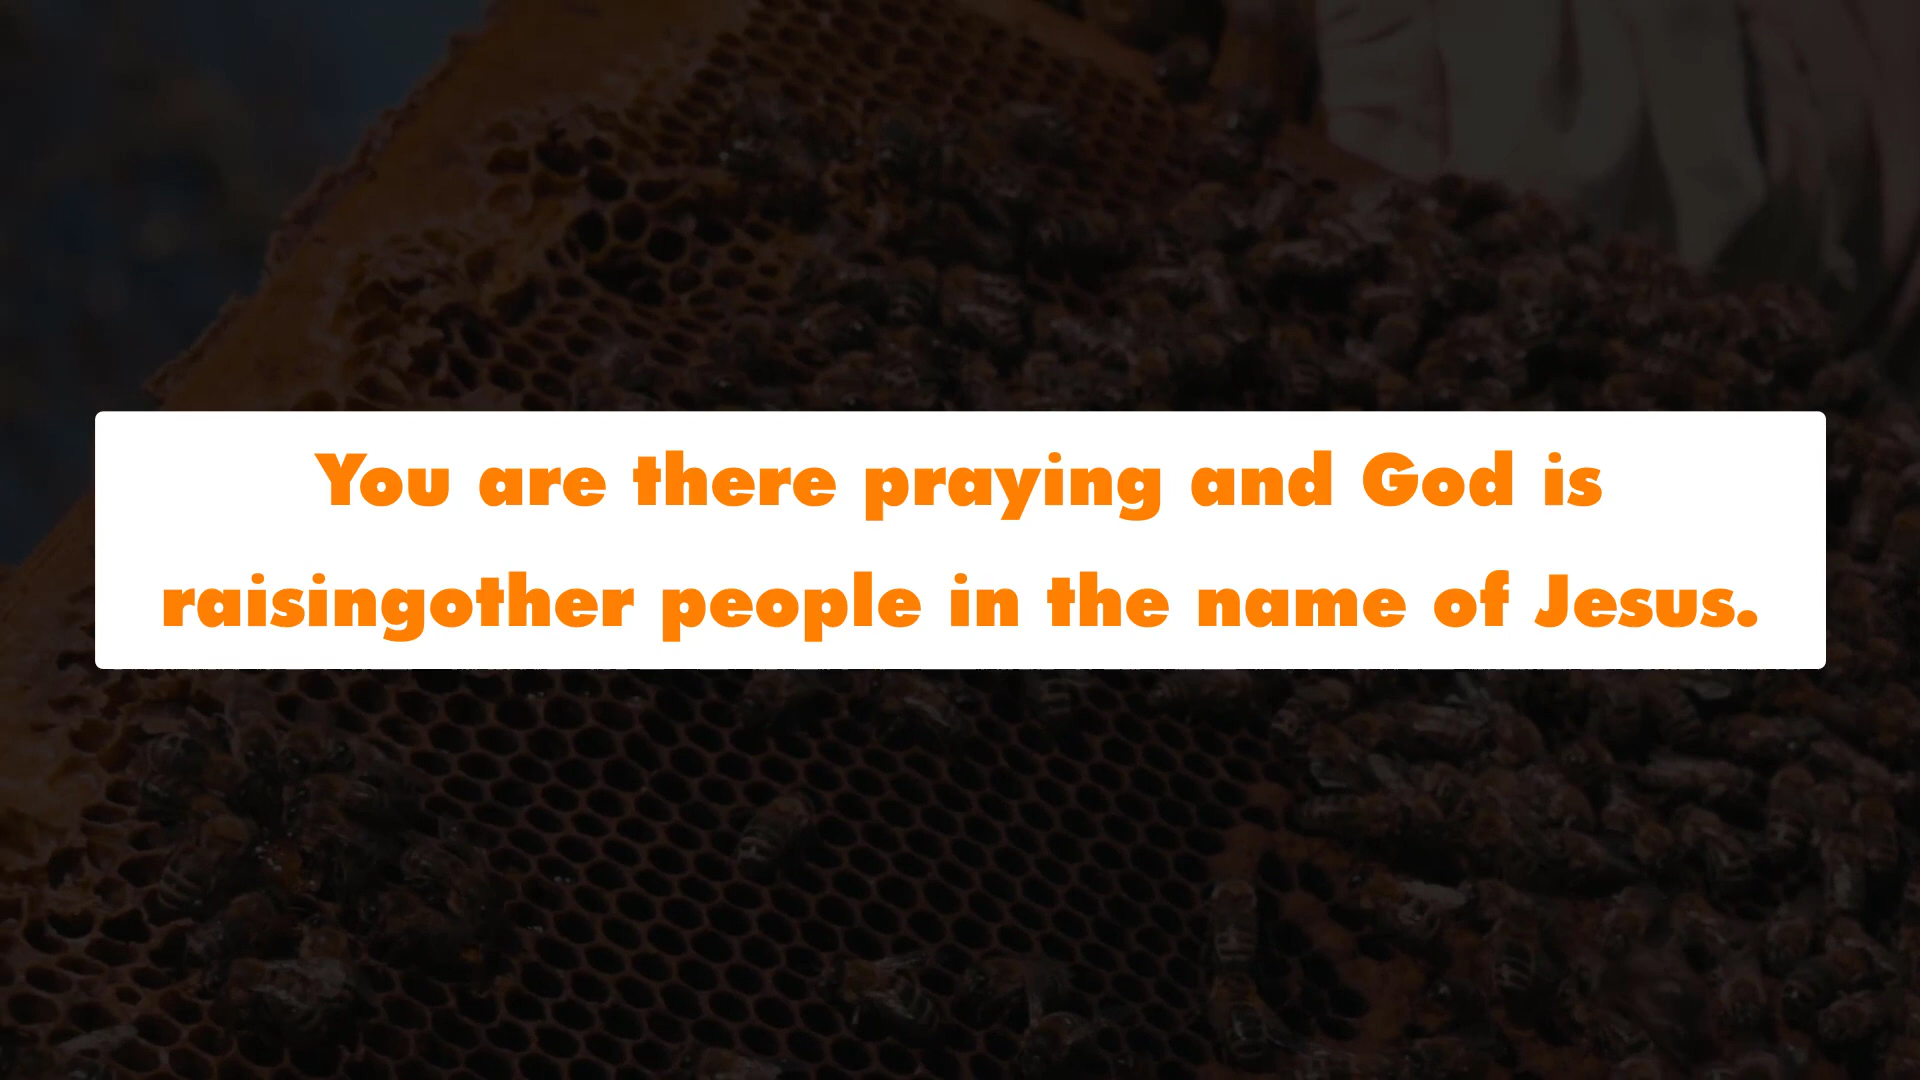 You are there praying and God is
raisingother people in the name of Jesus.